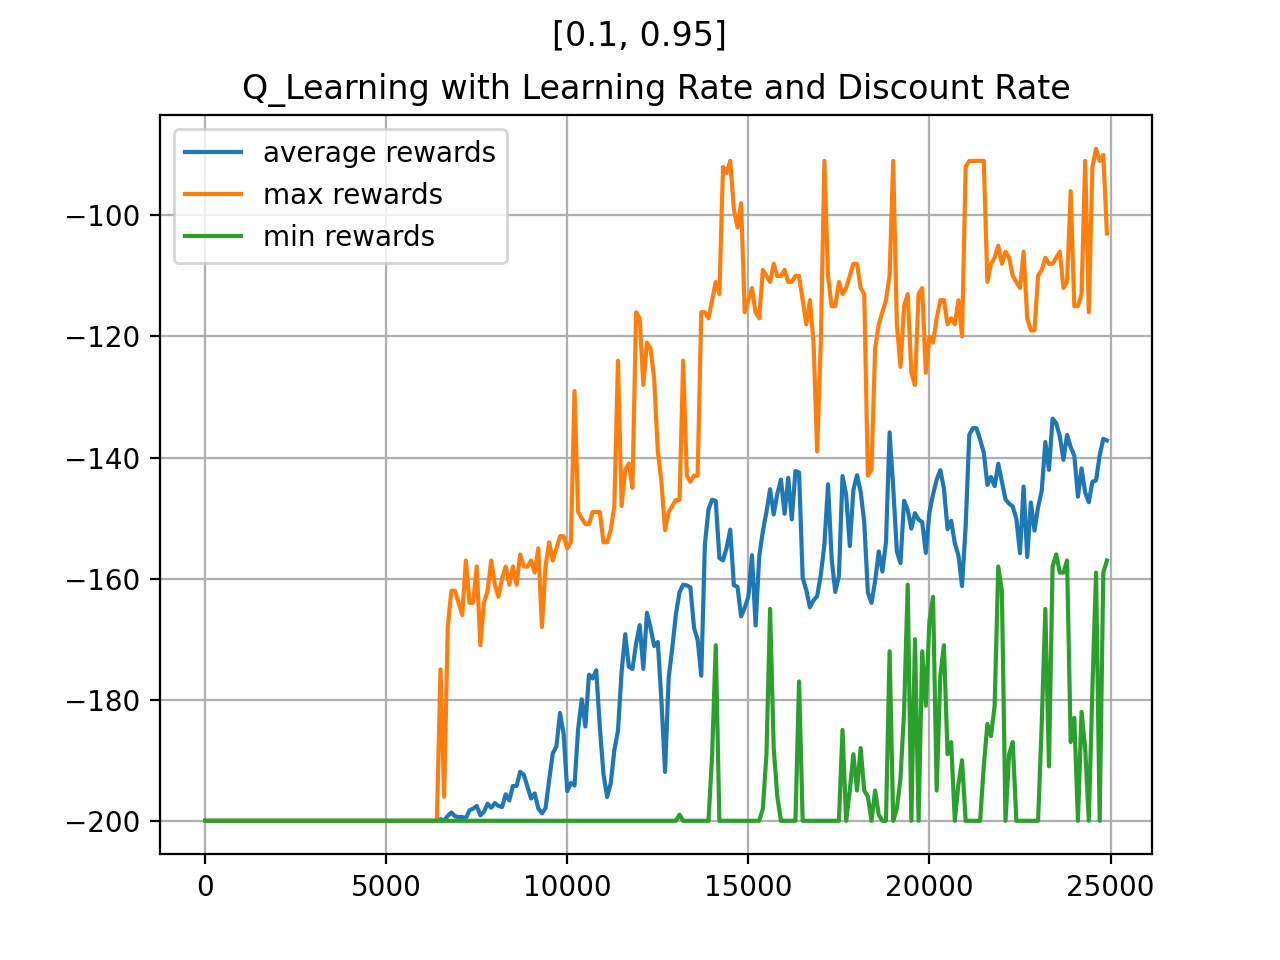 [0.1, 0.95]
Q_Learning with Learning Rate and Discount Rate
average rewards
max rewards
min rewards
−100
−120
−140
−160
−180
−200
0 5000 10000 15000 20000 25000